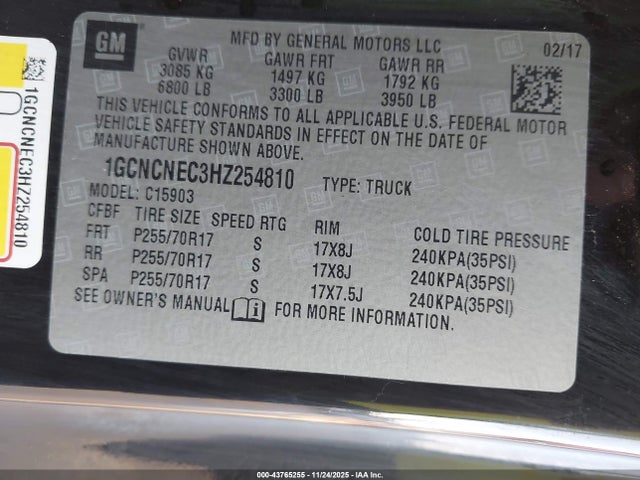 GM
MFD BY GENERAL MOTORS LLC 02/17
GVWR GAWR FRT GAWR RR
3085 KG 1497 KG 1792 KG
6800 LB 3300 LB 3950 LB
THIS VEHICLE CONFORMS TO ALL APPLICABLE U.S. FEDERAL MOTOR
VEHICLE SAFETY STANDARDS IN EFFECT ON THE DATE OF
MANUFACTURE SHOWN ABOVE.
1GCNCNEC3HZ254810 TYPE: TRUCK
MODEL: C15903
CFBF TIRE SIZE SPEED RTG RIM COLD TIRE PRESSURE
FRT P255/70R17 S 17X8J 240KPA(35PSI)
RR P255/70R17 S 17X8J 240KPA(35PSI)
SPA P255/70R17 S 17X7.5J 240KPA(35PSI)
SEE OWNER'S MANUAL i FOR MORE INFORMATION.
1GCNCNEC3HZ254810
000-43765255 - 11/24/2025 - IAA Inc.